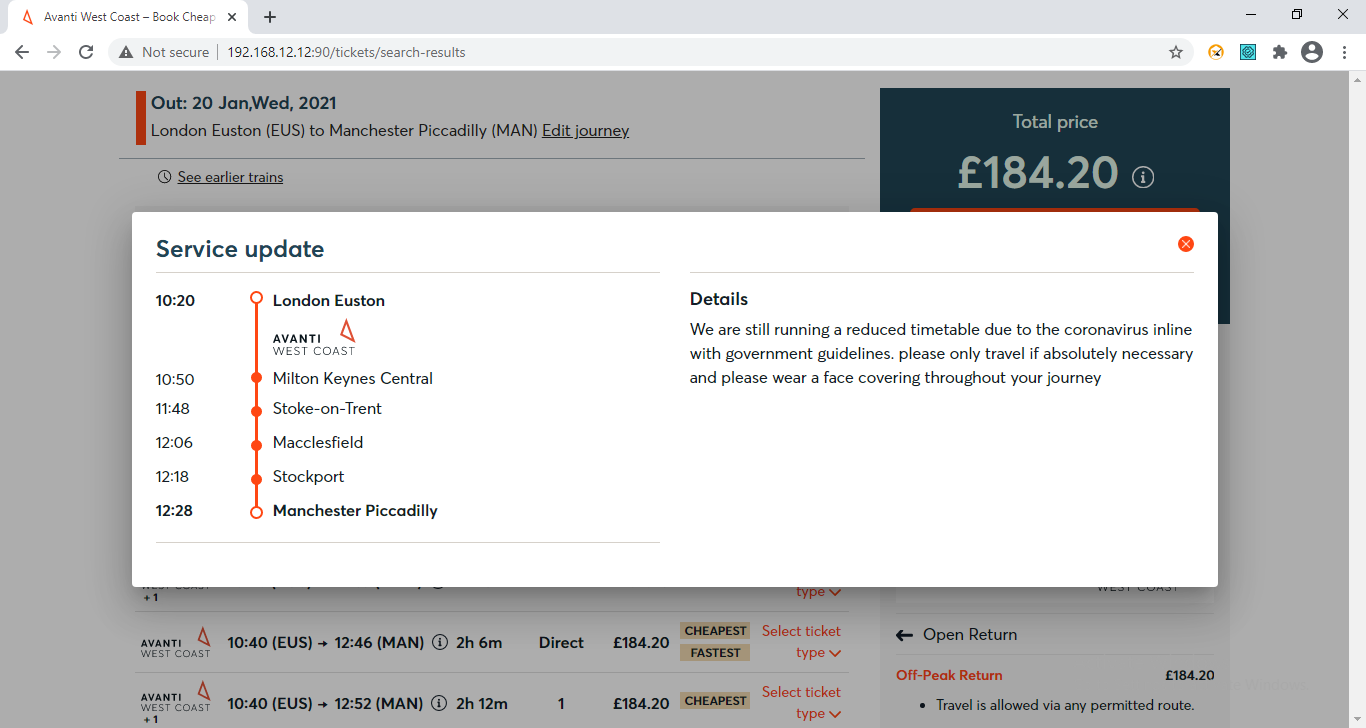 Avanti West Coast – Book Cheap
Not secure 192.168.12.12:90/tickets/search-results
Out: 20 Jan,Wed, 2021
London Euston (EUS) to Manchester Piccadilly (MAN) Edit journey
See earlier trains
Total price
£184.20
Service update
10:20 London Euston
AVANTI
WEST COAST
10:50 Milton Keynes Central
11:48 Stoke-on-Trent
12:06 Macclesfield
12:18 Stockport
12:28 Manchester Piccadilly
Details
We are still running a reduced timetable due to the coronavirus inline
with government guidelines. please only travel if absolutely necessary
and please wear a face covering throughout your journey
WEST COAST
+ 1
type
WEST COAST
AVANTI
WEST COAST
10:40 (EUS) → 12:46 (MAN) 2h 6m Direct £184.20
CHEAPEST
FASTEST
Select ticket
type
AVANTI
WEST COAST
+ 1
10:40 (EUS) → 12:52 (MAN) 2h 12m 1 £184.20
CHEAPEST
Select ticket
type
Open Return
Off-Peak Return £184.20
• Travel is allowed via any permitted route.